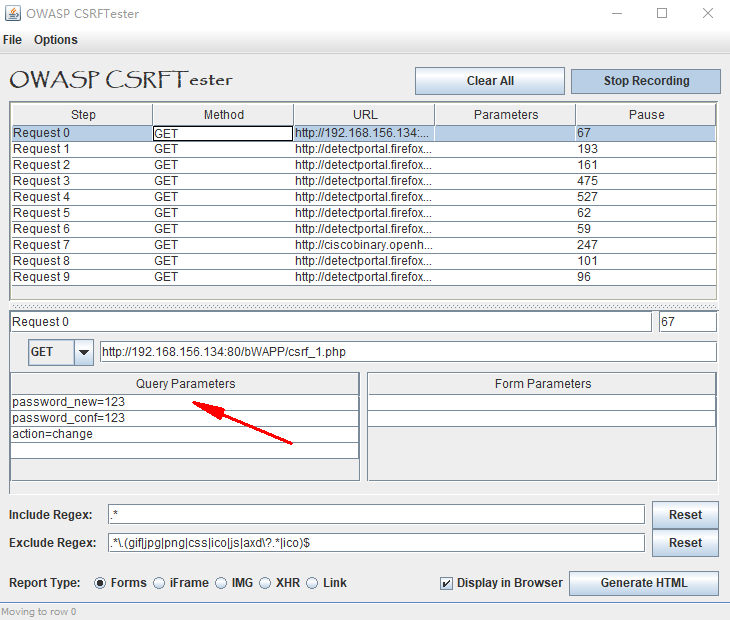 OWASP CSRFTester
File Options
OWASP CSRFTester
Clear All Stop Recording
Step Method URL Parameters Pause
Request 0 GET http://192.168.156.134:... 67
Request 1 GET http://detectportal.firefox... 193
Request 2 GET http://detectportal.firefox... 161
Request 3 GET http://detectportal.firefox... 475
Request 4 GET http://detectportal.firefox... 527
Request 5 GET http://detectportal.firefox... 62
Request 6 GET http://detectportal.firefox... 59
Request 7 GET http://ciscobinary.openh... 247
Request 8 GET http://detectportal.firefox... 101
Request 9 GET http://detectportal.firefox... 96
Request 0 67
GET http://192.168.156.134:80/bWAPP/csrf_1.php
Query Parameters Form Parameters
password_new=123
password_conf=123
action=change
Include Regex: .* Reset
Exclude Regex: .*\.(gif|jpg|png|css|ico|js|axd\?.*|ico)$ Reset
Report Type: Forms iFrame IMG XHR Link Display in Browser Generate HTML
Moving to row 0